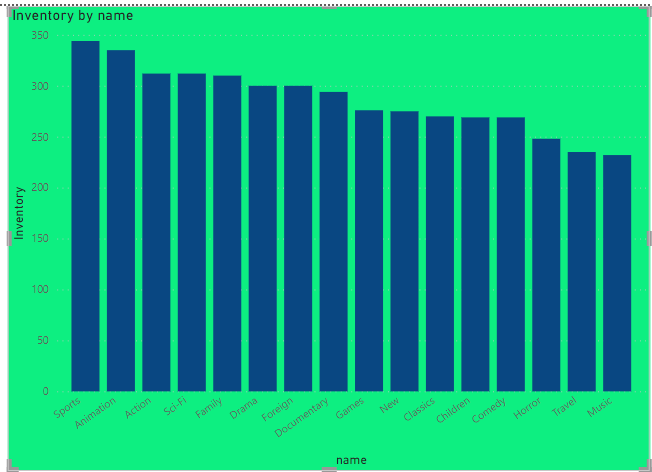 Inventory by name
350
300
250
200
150
100
50
0
Inventory
Sports
Animation
Action
Sci-Fi
Family
Drama
Foreign
Documentary
Games
New
Classics
Children
Comedy
Horror
Travel
Music
name